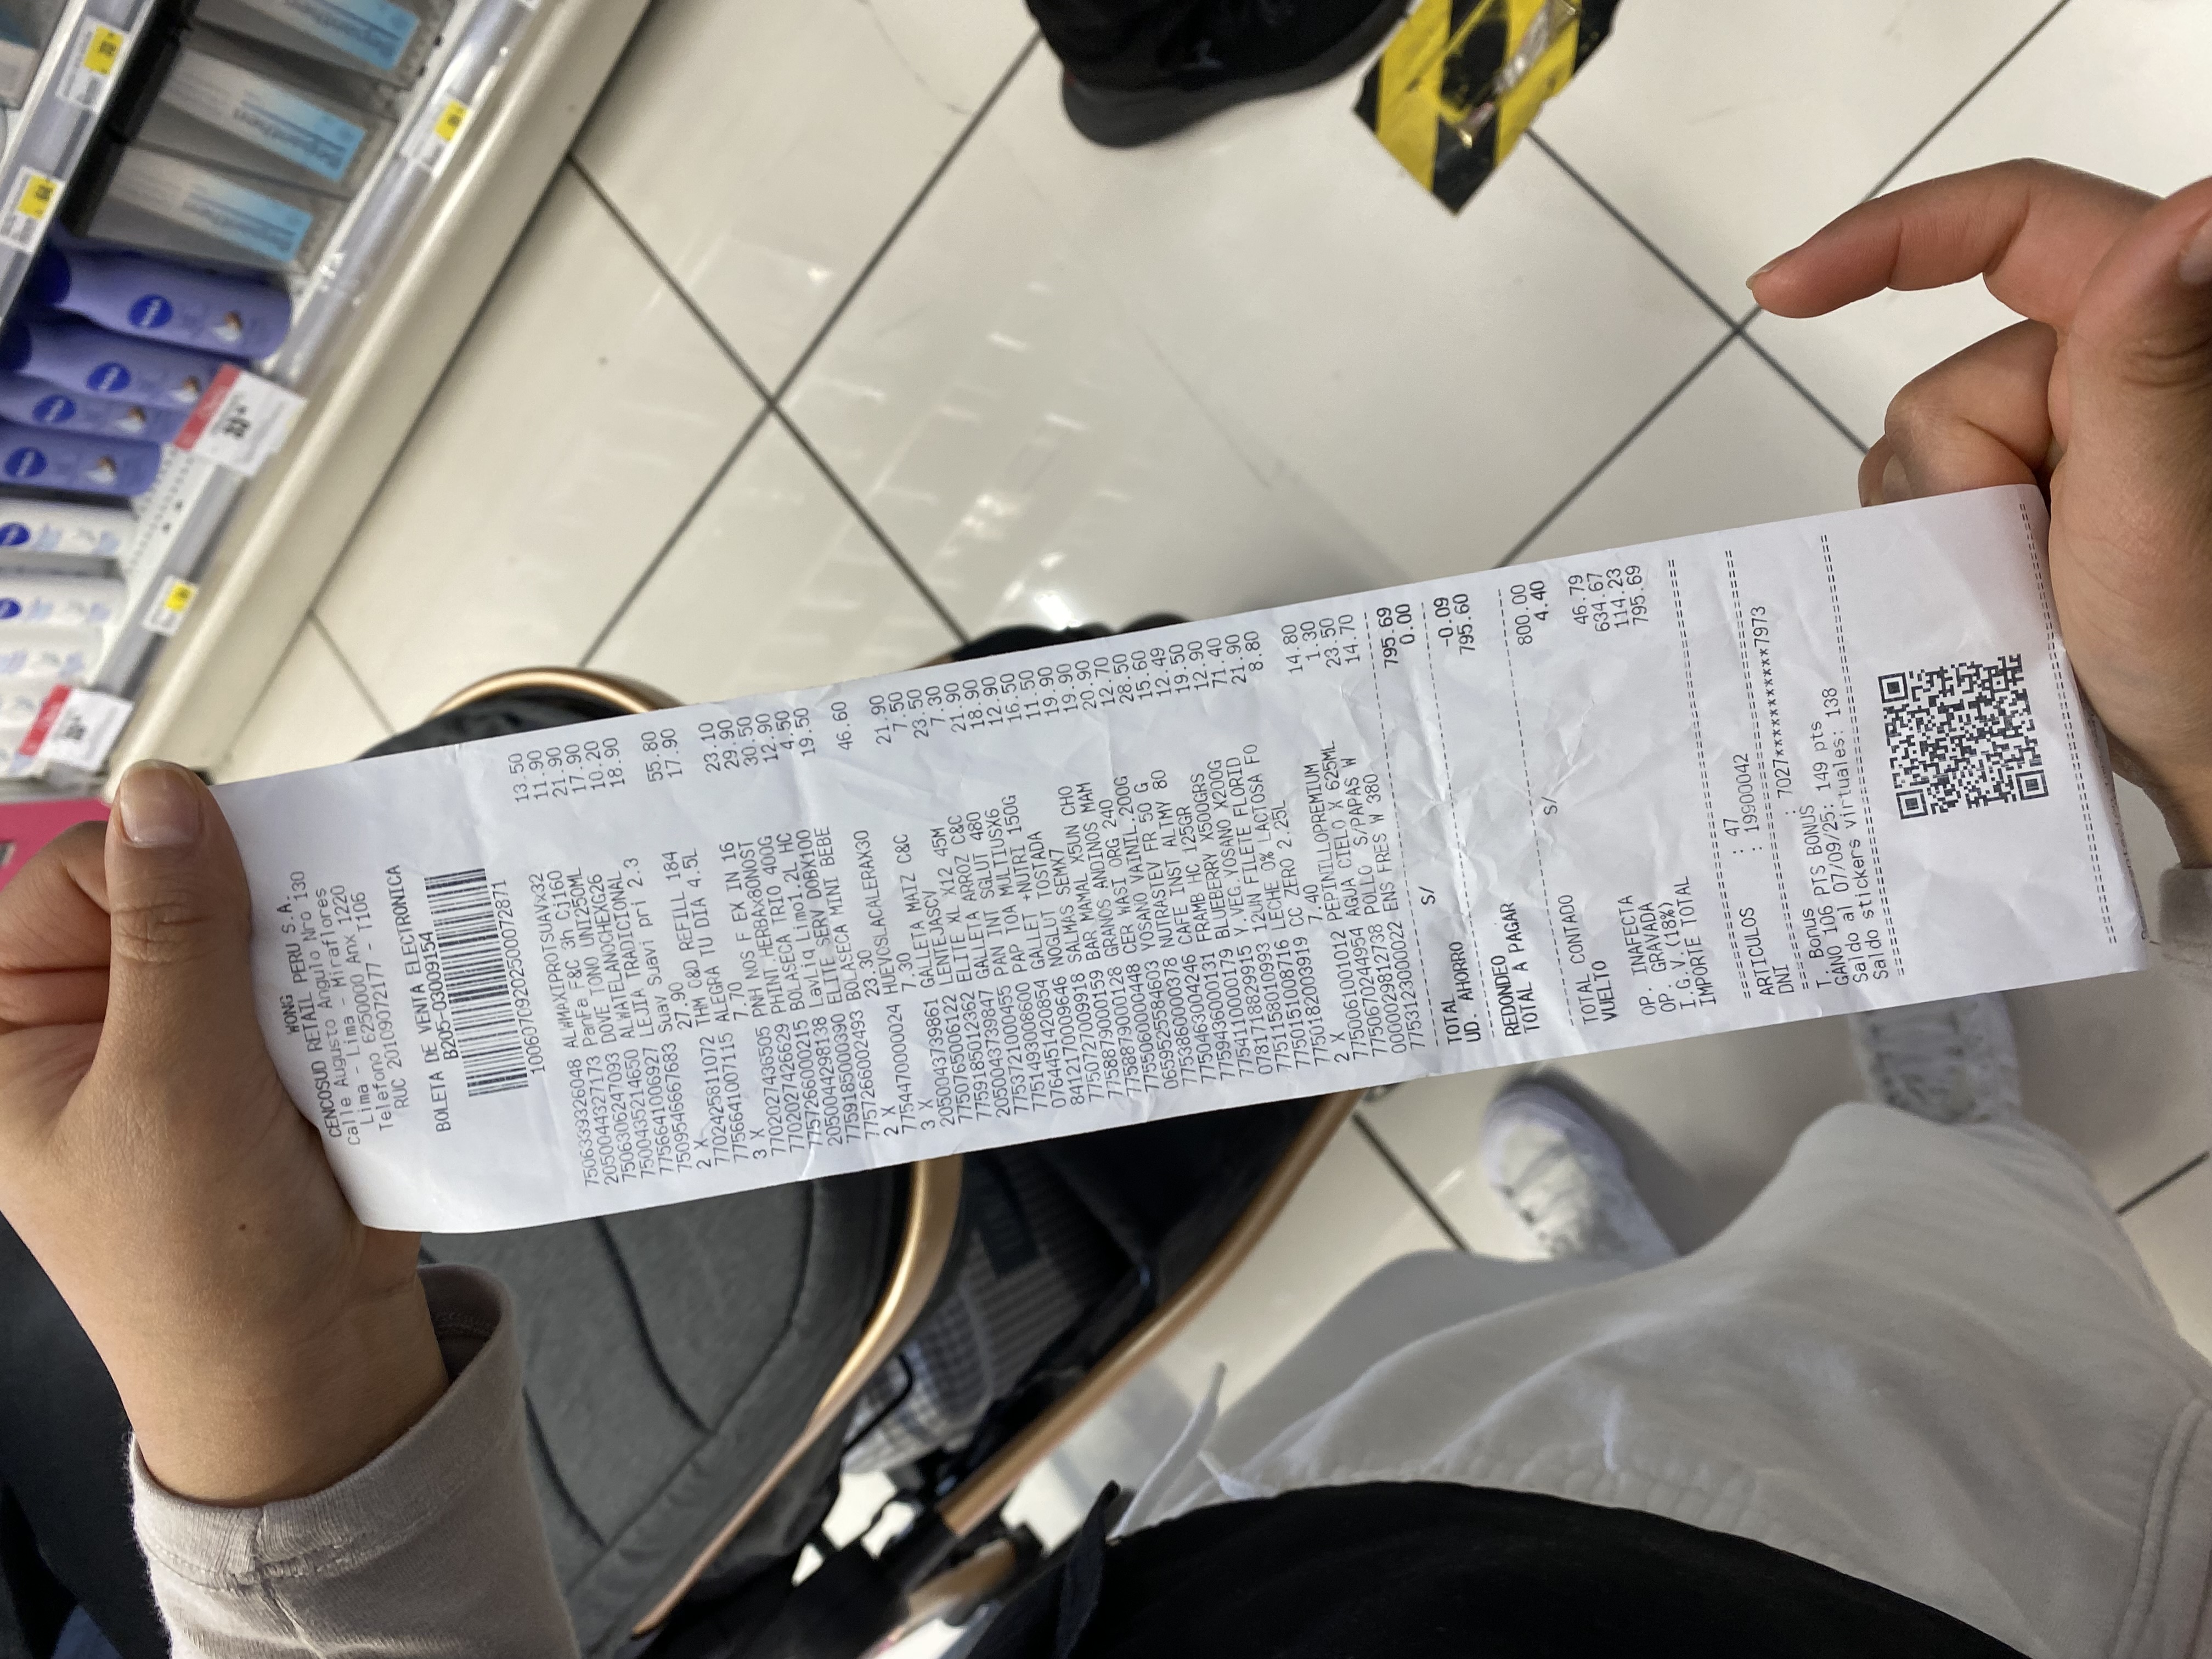 WONG
CENCOSUD RETAIL PERU S.A.
Calle Augusto Angulo Nro 130
Lima - Lima - Miraflores
Telefono 6250000 Anx 1220
RUC 20109072177 - T106
BOLETA DE VENTA ELECTRONICA
B205-03009154
10060709202500072871
7506339326048 ALWMAXIPROTSUAVx32 13.50
2050044327173 PanFa F&C 3h Cj160 11.90
7506306247093 DOVE TONO UNI250ML 21.90
7500435214650 ALWATELANOCHEXG26 17.90
7756641006927 LEJIA TRADICIONAL 10.20
7509546667683 Suav Suavi pri 2.3 18.90
2 X 27.90
7702425811072 THM O&D REFILL 184 55.80
7756641007115 ALEGRA TU DIA 4.5L 17.90
3 X 7.70
7702027436505 PNH NOS F EX IN 16 23.10
7702027426629 PHINT.HERBAx80NOST 29.90
7757266000215 BOLASECA TRIO 400G 30.50
2050044298138 LavLiq Limo1.2L HC 12.90
7759185000390 ELITE SERV DOBX100 4.50
7757266002493 BOLASECA MINI BEBE 19.50
2 X 23.30
7754470000024 HUEVOSLACALERAX30 46.60
3 X 7.30
2050043739861 GALLETA MAIZ C&C 21.90
7750765006122 LENTEJASCV 7.50
7759185012362 ELITE XL X12 45M 23.50
2050043739847 GALLETA ARROZ C&C 7.30
7753721000455 PAN INT SGLUT 480 21.90
7751493008600 PAP TOA MULTIUSX6 18.90
0764451420854 GALLET +NUTRI 150G 12.90
8412170009646 NOGLUT TOSTADA 16.50
7750727009918 SALMAS SEMX7 11.50
7758879000159 BAR MAMAL X5UN CHO 19.90
7758879000128 GRANOS ANDINOS MAM 19.90
7755060000448 CER WASI ORG 240 20.90
0659525584603 YOSANO VAINIL.200G 12.70
7753860000378 NUTRASTEV FR 50 G 28.50
7750463004246 CAFE INST ALTMY 80 15.60
7759436000131 FRAMB HC 125GR 12.49
7754110000179 BLUEBERRY X500GRS 19.50
0781718829915 Y.VEG.YOSANO X200G 12.90
7751158010993 12UN FILETE FLORID 71.40
7750151008716 LECHE 0% LACTOSA FO 21.90
7750182003919 CC ZERO 2.25L 8.80
2 X 7.40
7750061001012 PEPINILLOPREMIUM 14.80
7750670244954 AGUA CIELO X 625ML 1.30
0000029812738 POLLO S/PAPAS W 23.50
7753123000022 ENS FRES W 380 14.70
TOTAL S/ 795.69
UD. AHORRO 0.00
REDONDEO -0.09
TOTAL A PAGAR 795.60
TOTAL CONTADO S/ 800.00
VUELTO 4.40
OP. INAFECTA 46.79
OP. GRAVADA 634.67
I.G.V.(18%) 114.23
IMPORTE TOTAL 795.69
ARTICULOS : 47
DNI : 19900042
T. Bonus : 7027***********7973
GANO 106 PTS BONUS
Saldo al 07/09/25: 149 pts
Saldo stickers virtuales: 138
NIVEA
NIVEA
NIVEA
NIVEA